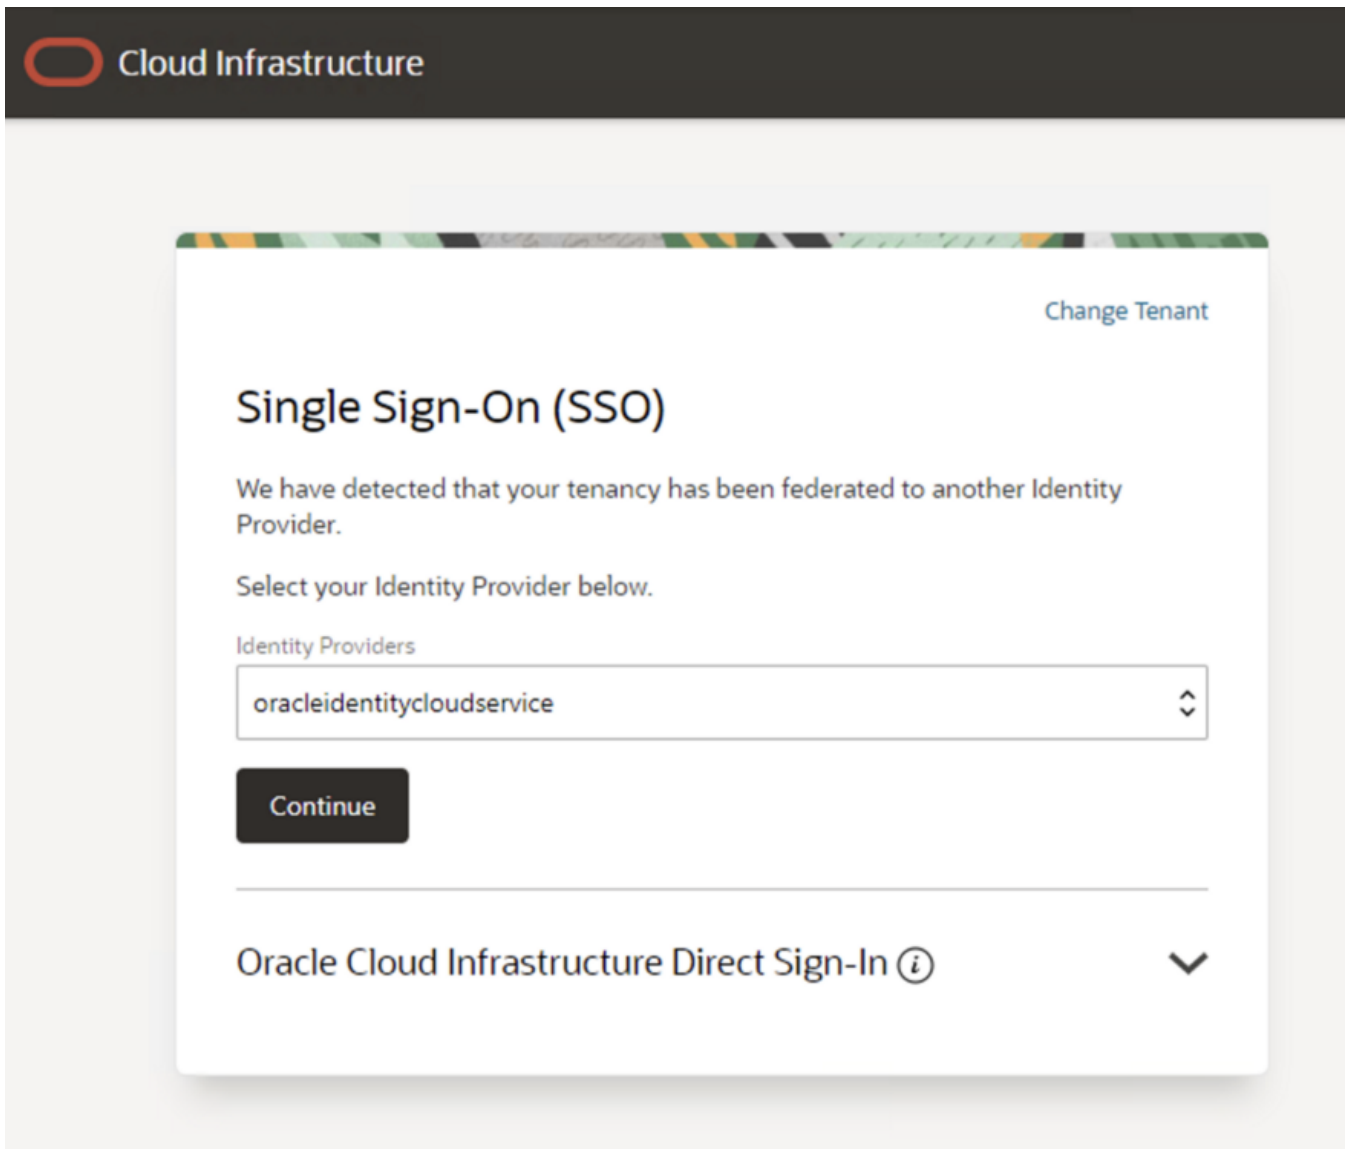 Cloud Infrastructure
Change Tenant
Single Sign-On (SSO)
We have detected that your tenancy has been federated to another Identity
Provider.
Select your Identity Provider below.
Identity Providers
oracleidentitycloudservice
Continue
Oracle Cloud Infrastructure Direct Sign-In